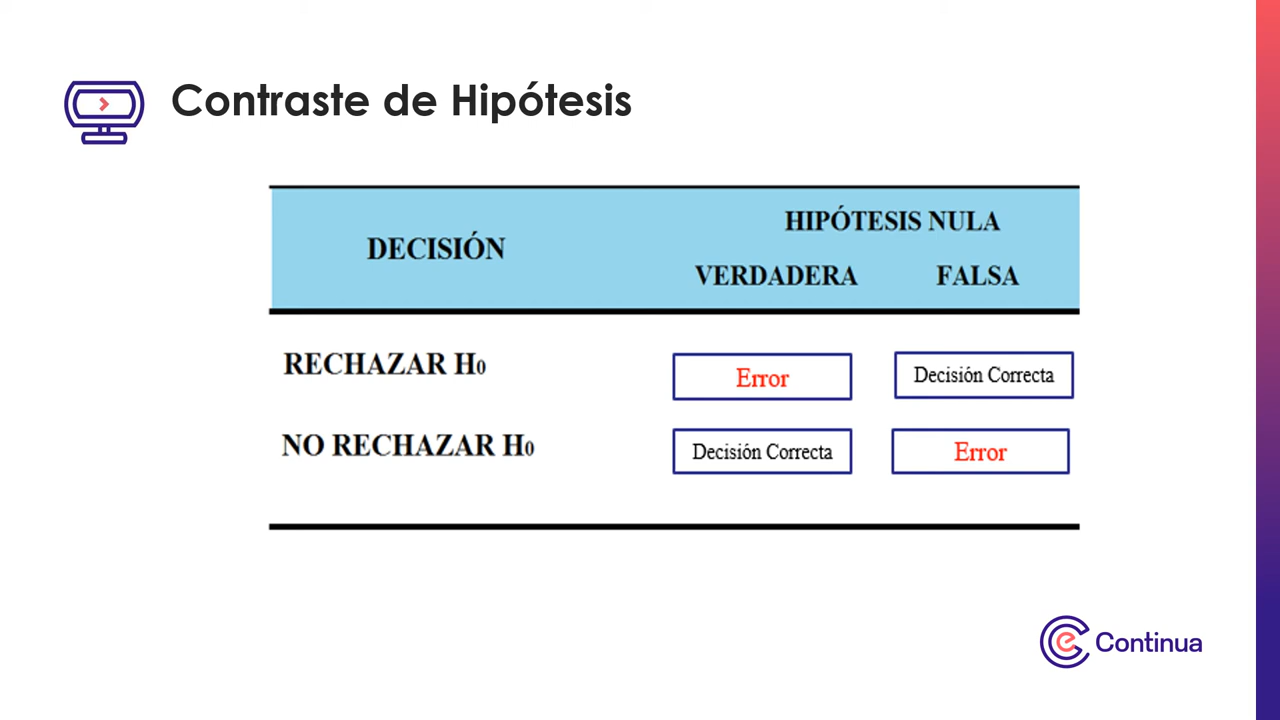 Contraste de Hipótesis
DECISIÓN
HIPÓTESIS NULA
VERDADERA FALSA
RECHAZAR H0
Error
Decisión Correcta
NO RECHAZAR H0
Decisión Correcta
Error
Continua